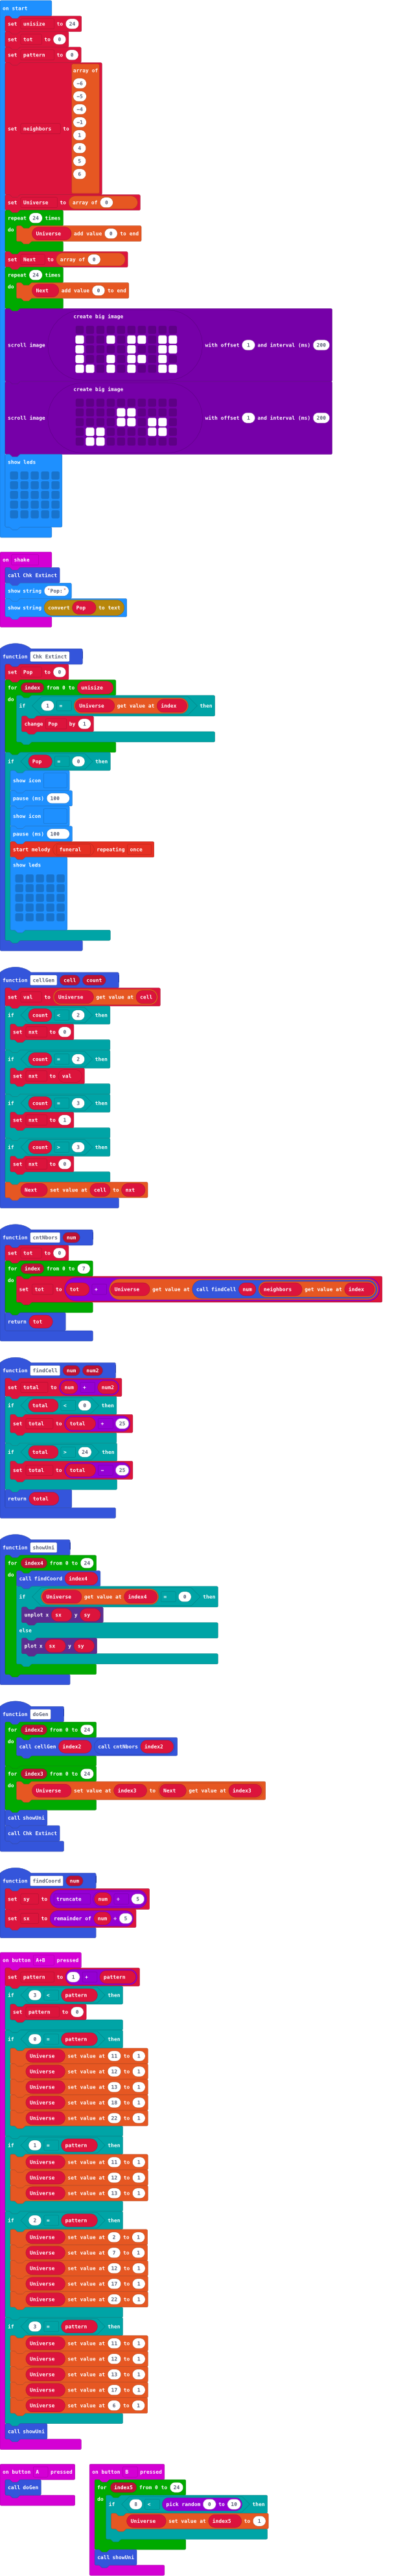 on start
set unisize to 24
set tot to 0
set pattern to 0
set neighbors to array of
-6
-5
-4
-1
1
4
5
6
set Universe to array of 0
repeat 24 times
do Universe add value 0 to end
set Next to array of 0
repeat 24 times
do Next add value 0 to end
create big image
scroll image with offset 1 and interval (ms) 200
create big image
scroll image with offset 1 and interval (ms) 200
show leds
on shake
call Chk Extinct
show string "Pop:"
show string convert Pop to text
function Chk Extinct
set Pop to 0
for index from 0 to unisize
do if 1 = Universe get value at index then
change Pop by 1
if Pop = 0 then
show icon
pause (ms) 100
show icon
pause (ms) 100
start melody funeral repeating once
show leds
function cellGen cell count
set val to Universe get value at cell
if count < 2 then
set nxt to 0
if count = 2 then
set nxt to val
if count = 3 then
set nxt to 1
if count > 3 then
set nxt to 0
Next set value at cell to nxt
function cntNbors num
set tot to 0
for index from 0 to 7
do set tot to tot + Universe get value at call findCell num neighbors get value at index
return tot
function findCell num num2
set total to num + num2
if total < 0 then
set total to total + 25
if total > 24 then
set total to total - 25
return total
function showUni
for index4 from 0 to 24
do call findCoord index4
if Universe get value at index4 = 0 then
unplot x sx y sy
else
plot x sx y sy
function doGen
for index2 from 0 to 24
do call cellGen index2 call cntNbors index2
for index3 from 0 to 24
do Universe set value at index3 to Next get value at index3
call showUni
call Chk Extinct
function findCoord num
set sy to truncate num ÷ 5
set sx to remainder of num ÷ 5
on button A+B pressed
set pattern to 1 + pattern
if 3 < pattern then
set pattern to 0
if 0 = pattern then
Universe set value at 11 to 1
Universe set value at 12 to 1
Universe set value at 13 to 1
Universe set value at 18 to 1
Universe set value at 22 to 1
if 1 = pattern then
Universe set value at 11 to 1
Universe set value at 12 to 1
Universe set value at 13 to 1
if 2 = pattern then
Universe set value at 2 to 1
Universe set value at 7 to 1
Universe set value at 12 to 1
Universe set value at 17 to 1
Universe set value at 22 to 1
if 3 = pattern then
Universe set value at 11 to 1
Universe set value at 12 to 1
Universe set value at 13 to 1
Universe set value at 17 to 1
Universe set value at 6 to 1
call showUni
on button A pressed
call doGen
on button B pressed
for index5 from 0 to 24
do if 8 < pick random 0 to 10 then
Universe set value at index5 to 1
call showUni